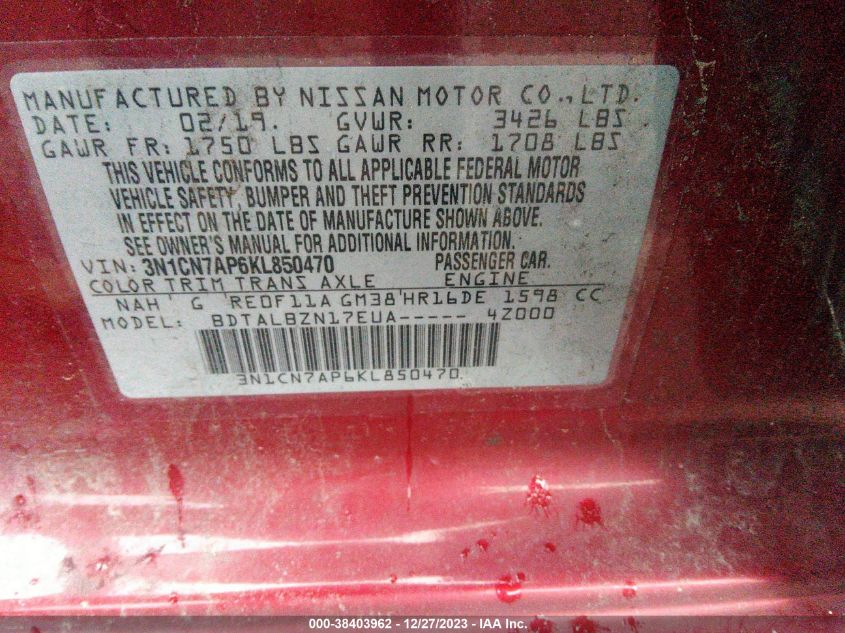 MANUFACTURED BY NISSAN MOTOR CO., LTD.
DATE: 02/19. GVWR: 3426 LBS
GAWR FR: 1750 LBS GAWR RR: 1708 LBS
THIS VEHICLE CONFORMS TO ALL APPLICABLE FEDERAL MOTOR
VEHICLE SAFETY, BUMPER AND THEFT PREVENTION STANDARDS
IN EFFECT ON THE DATE OF MANUFACTURE SHOWN ABOVE.
SEE OWNER'S MANUAL FOR ADDITIONAL INFORMATION.
VIN: 3N1CN7AP6KL850470 PASSENGER CAR.
COLOR TRIM TRANS AXLE ENGINE
NAH G RE0F11A GM38 HR16DE 1598 CC
MODEL: BDTALBZN17EUA----- 4Z000
3N1CN7AP6KL850470
000-38403962 - 12/27/2023 - IAA Inc.